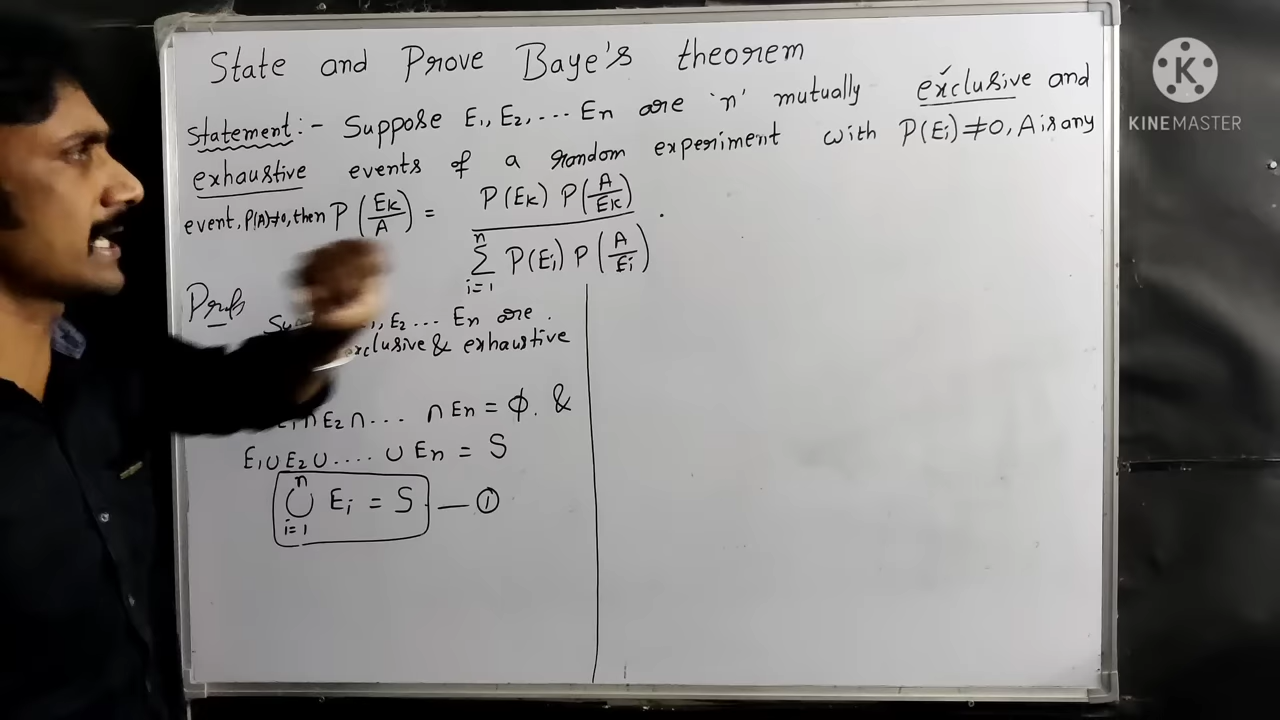 State and Prove Baye's theorem
Statement:- Suppose E₁, E₂, ... En are 'n' mutually exclusive and
exhaustive events of a random experiment with P(Ei) ≠ 0, A is any
event, P(A)≠0, then P(Ek/A) = P(Ek) P(A/Ek) / ∑ i=1 n P(Ei) P(A/Ei) .
Proof
E₂ ... En are .
exclusive & exhaustive
∩ E₂ ∩ ... ∩ En = ϕ. &
E₁ ∪ E₂ ∪ .... ∪ En = S
∪ i=1 n Ei = S — ①
KINEMASTER